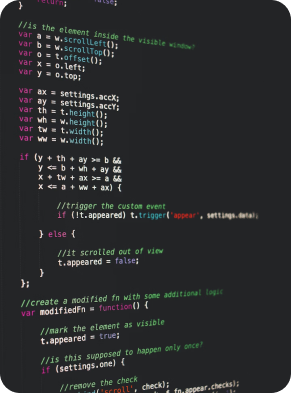 return; false;
}
//is the element inside the visible window?
var a = w.scrollLeft();
var b = w.scrollTop();
var o = t.offset();
var x = o.left;
var y = o.top;
var ax = settings.accX;
var ay = settings.accY;
var th = t.height();
var wh = w.height();
var tw = t.width();
var ww = w.width();
if (y + th + ay >= b &&
y <= b + wh + ay &&
x + tw + ax >= a &&
x <= a + ww + ax) {
//trigger the custom event
if (!t.appeared) t.trigger('appear', settings.data);
} else {
//it scrolled out of view
t.appeared = false;
}
};
//create a modified fn with some additional logic
var modifiedFn = function() {
//mark the element as visible
t.appeared = true;
//is this supposed to happen only once?
if (settings.one) {
//remove the check
'scroll', check);
fn.appear.checks);